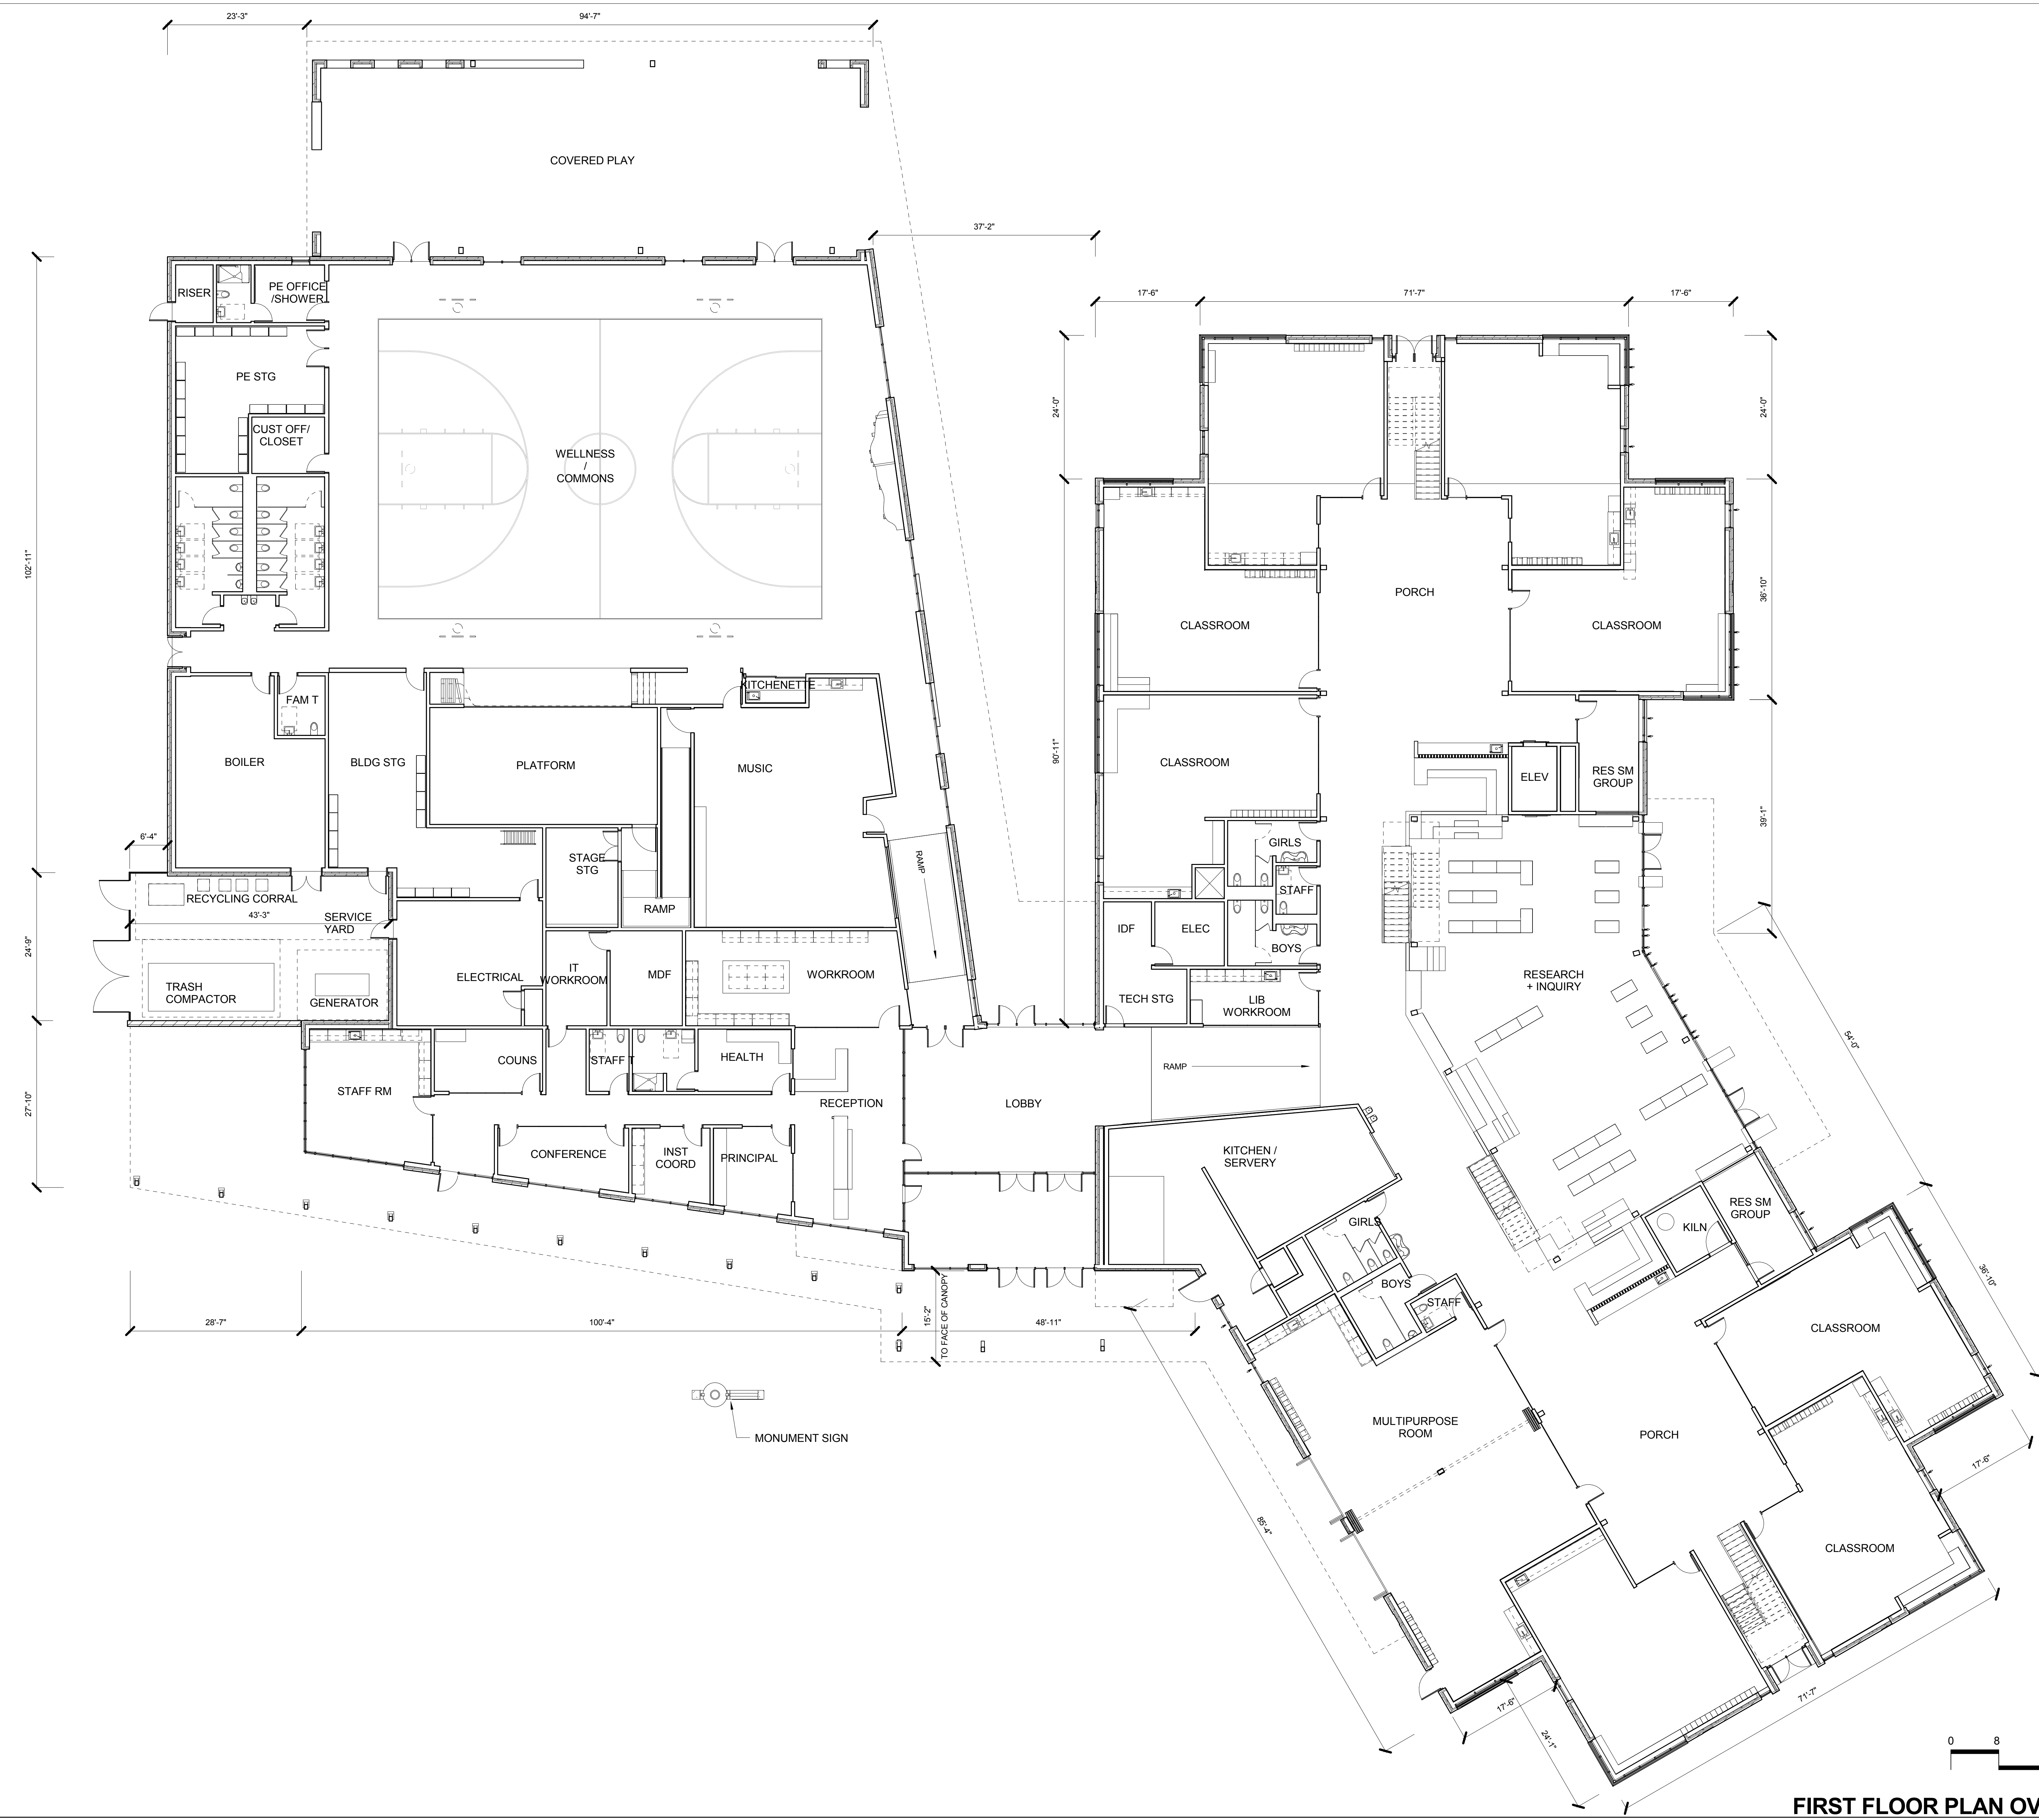 23'-3"
94'-7"
COVERED PLAY
37'-2"
17'-6"
71'-7"
17'-6"
RISER
PE OFFICE
/SHOWER
24'-0"
24'-0"
PE STG
CUST OFF/
CLOSET
WELLNESS
/
COMMONS
102'-11"
PORCH
36'-10"
CLASSROOM
CLASSROOM
FAM T
KITCHENETTE
BOILER
BLDG STG
PLATFORM
MUSIC
CLASSROOM
90'-11"
ELEV
RES SM
GROUP
39'-1"
6'-4"
STAGE
STG
RAMP
GIRLS
STAFF
RECYCLING CORRAL
43'-3"
SERVICE
YARD
RAMP
IDF
ELEC
BOYS
24'-9"
TRASH
COMPACTOR
GENERATOR
ELECTRICAL
IT
WORKROOM
MDF
WORKROOM
TECH STG
LIB
WORKROOM
RESEARCH
+ INQUIRY
54'-0"
COUNS
STAFF T
HEALTH
RAMP
STAFF RM
RECEPTION
LOBBY
27'-10"
CONFERENCE
INST
COORD
PRINCIPAL
KITCHEN /
SERVERY
RES SM
GROUP
KILN
GIRLS
BOYS
STAFF
36'-10"
28'-7"
100'-4"
15'-2"
TO FACE OF CANOPY
48'-11"
CLASSROOM
MULTIPURPOSE
ROOM
PORCH
MONUMENT SIGN
17'-6"
85'-4"
CLASSROOM
17'-6"
24'-1"
71'-7"
0 8
FIRST FLOOR PLAN OV